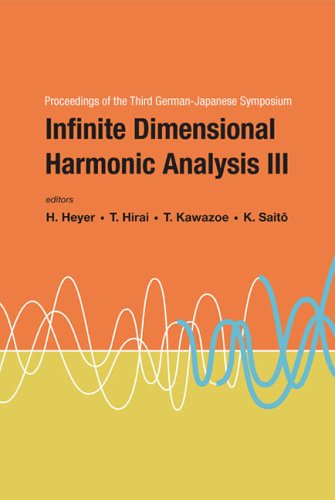 Proceedings of the Third German-Japanese Symposium
Infinite Dimensional
Harmonic Analysis III
editors
H. Heyer • T. Hirai • T. Kawazoe • K. Saitô